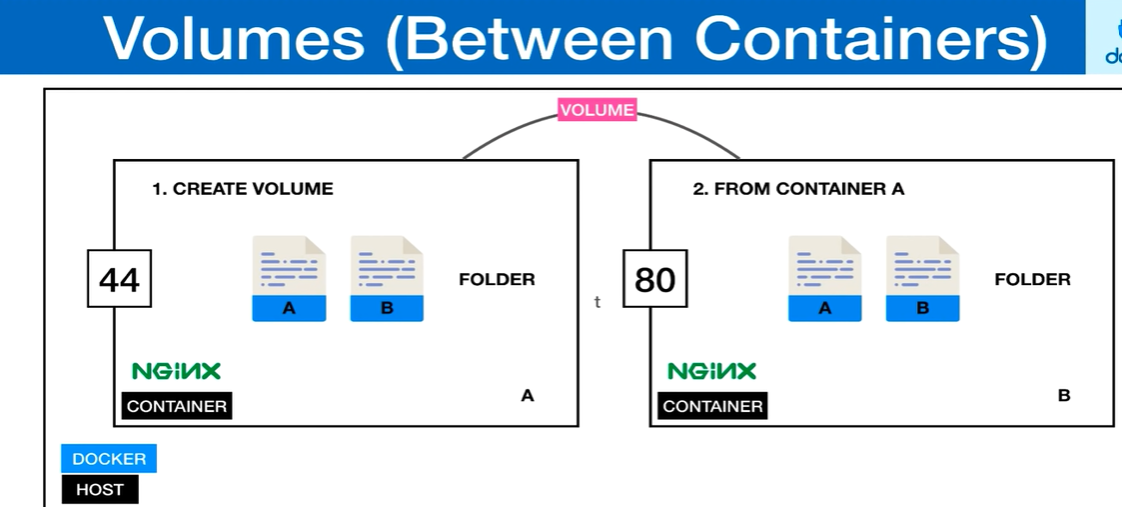 Volumes (Between Containers)
VOLUME
1. CREATE VOLUME
44
A
B
FOLDER
NGINX
CONTAINER
A
t
2. FROM CONTAINER A
80
A
B
FOLDER
NGINX
CONTAINER
B
DOCKER
HOST